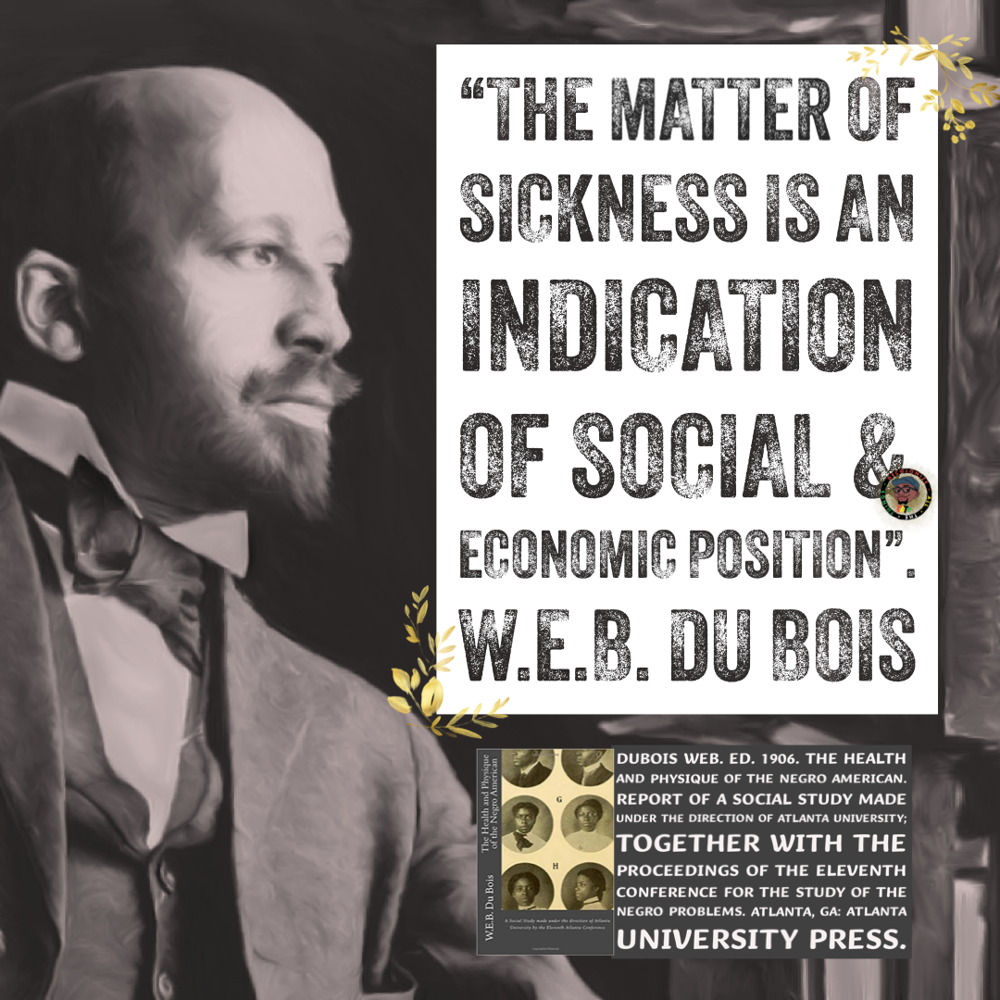 “THE MATTER OF
SICKNESS IS AN
INDICATION
OF SOCIAL &
ECONOMIC POSITION”.
W.E.B. DU BOIS
The Health and Physique
of the Negro American
W.E.B. Du Bois
G
H
A Social Study made under the direction of Atlanta
University by the Eleventh Atlanta Conference
DUBOIS WEB. ED. 1906. THE HEALTH
AND PHYSIQUE OF THE NEGRO AMERICAN.
REPORT OF A SOCIAL STUDY MADE
UNDER THE DIRECTION OF ATLANTA UNIVERSITY;
TOGETHER WITH THE
PROCEEDINGS OF THE ELEVENTH
CONFERENCE FOR THE STUDY OF THE
NEGRO PROBLEMS. ATLANTA, GA: ATLANTA
UNIVERSITY PRESS.